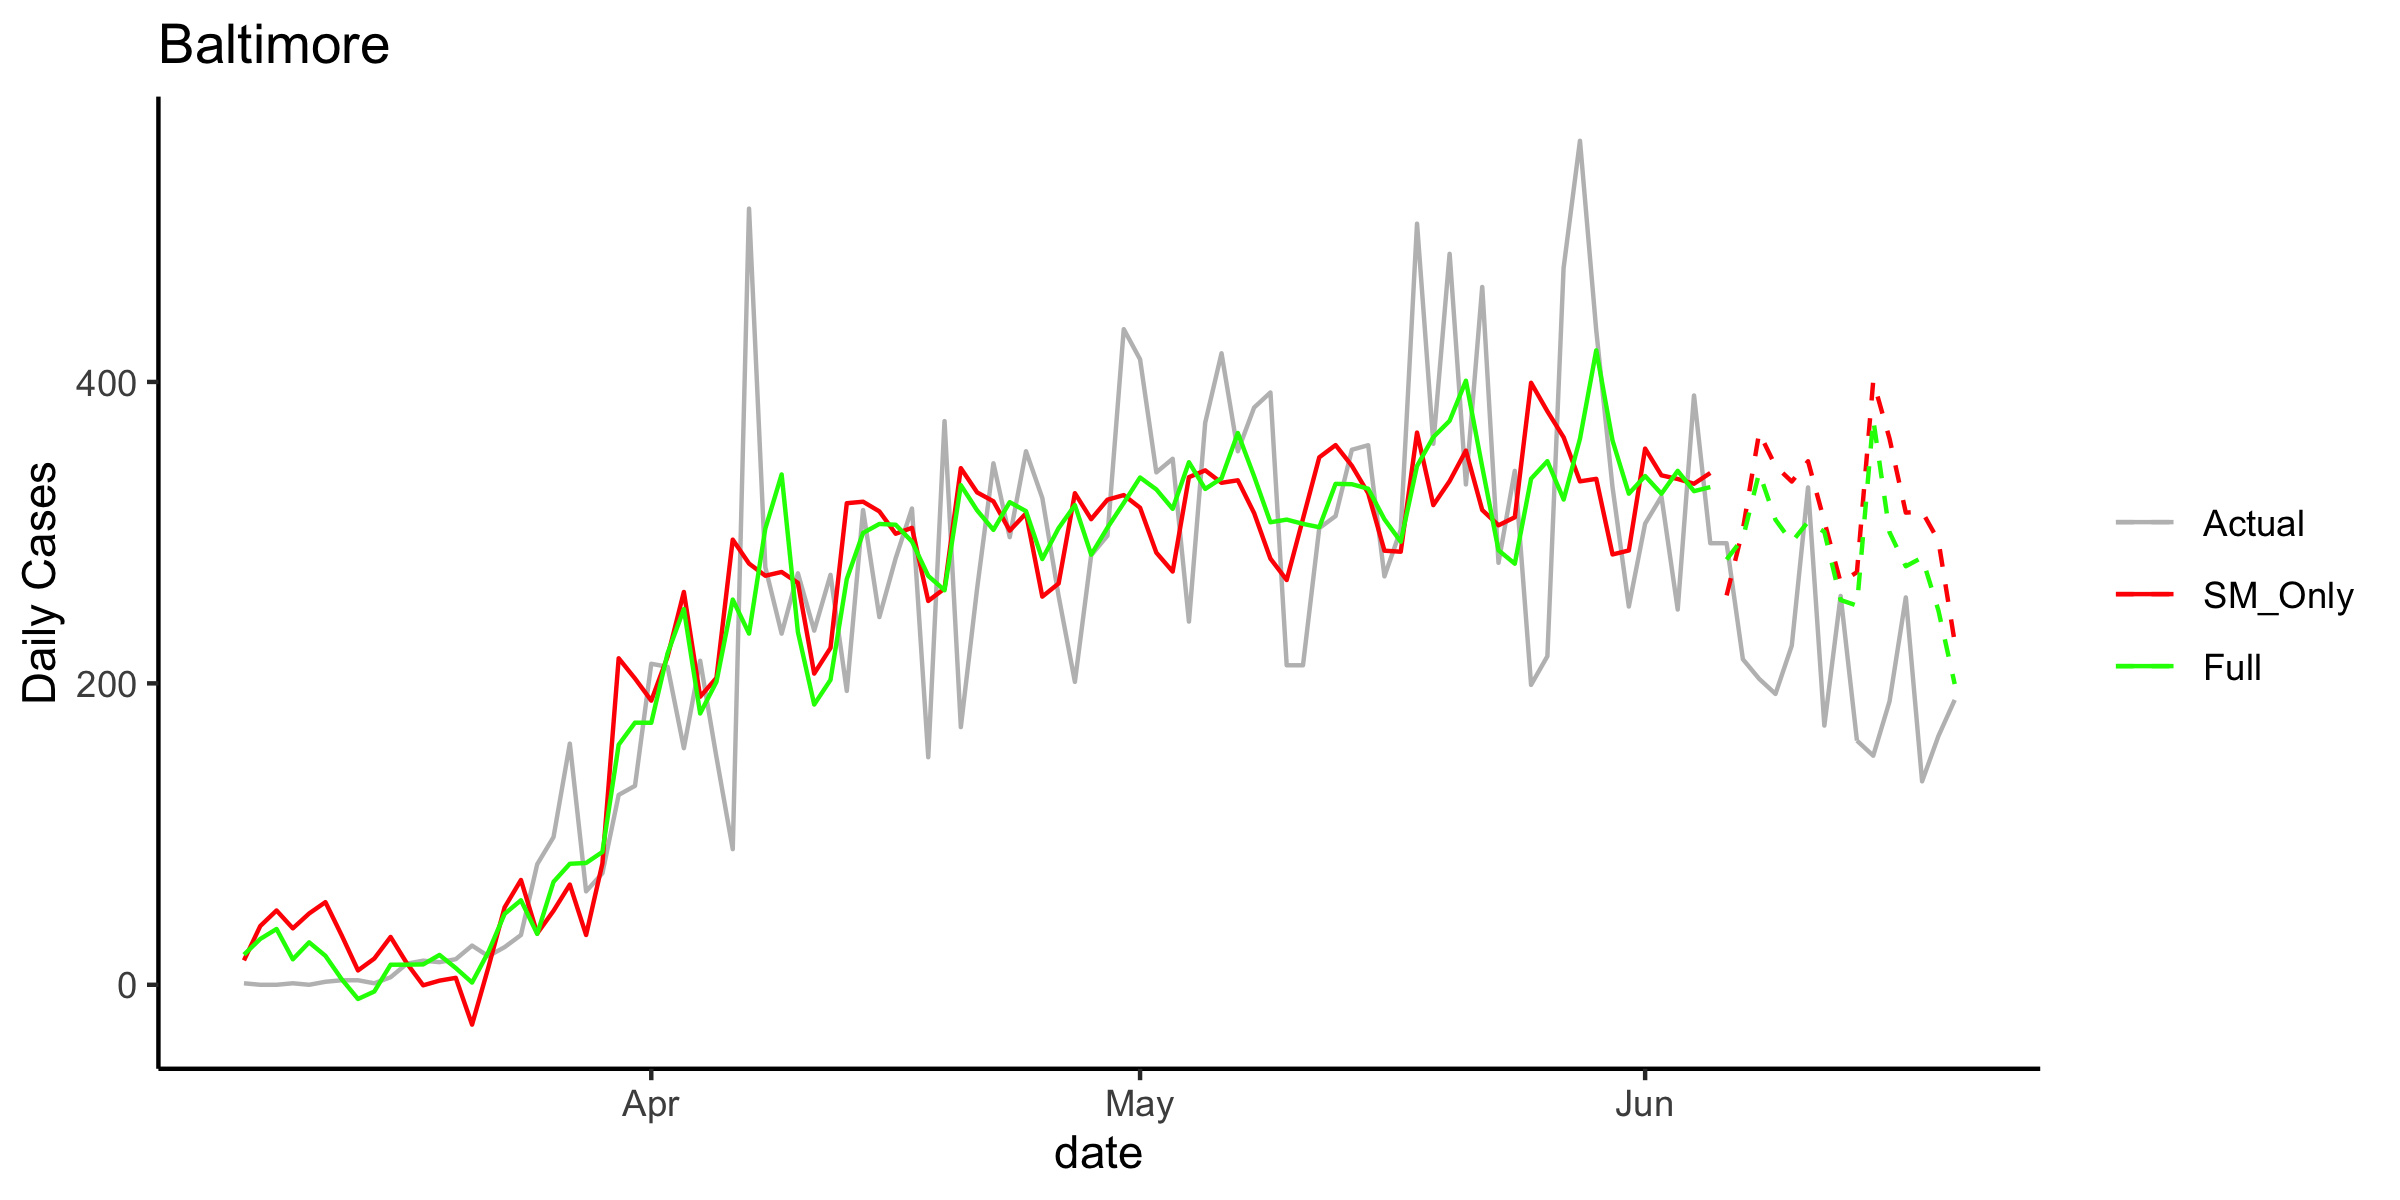 Baltimore
Daily Cases
400
200
0
Apr
May
Jun
date
Actual
SM_Only
Full